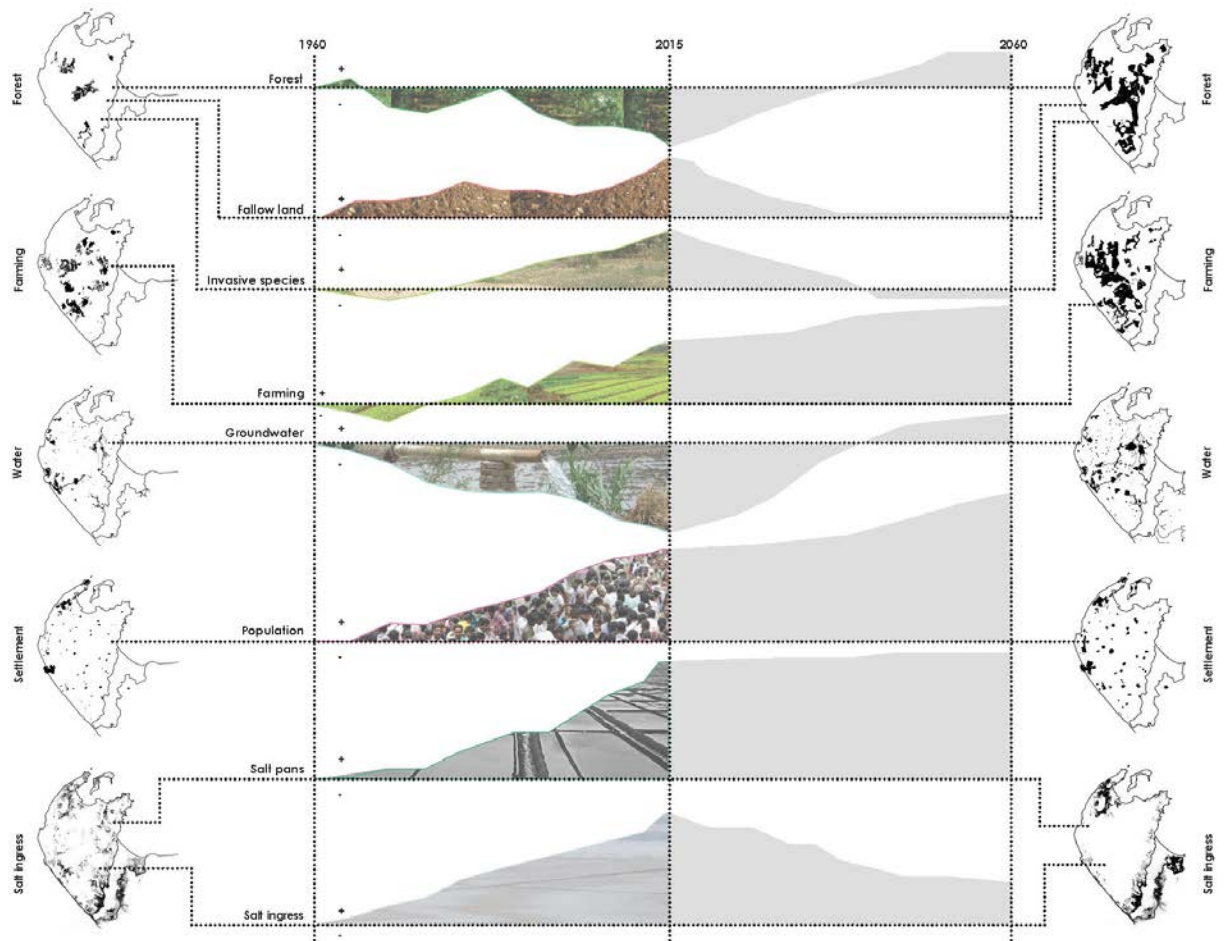 1960
2015
2060
+
Forest
-
+
Fallow land
-
+
Invasive species
-
+
Farming
-
+
Groundwater
-
+
Population
-
+
Salt pans
-
+
Salt ingress
-
Forest
Farming
Water
Settlement
Salt ingress
Forest
Farming
Water
Settlement
Salt ingress